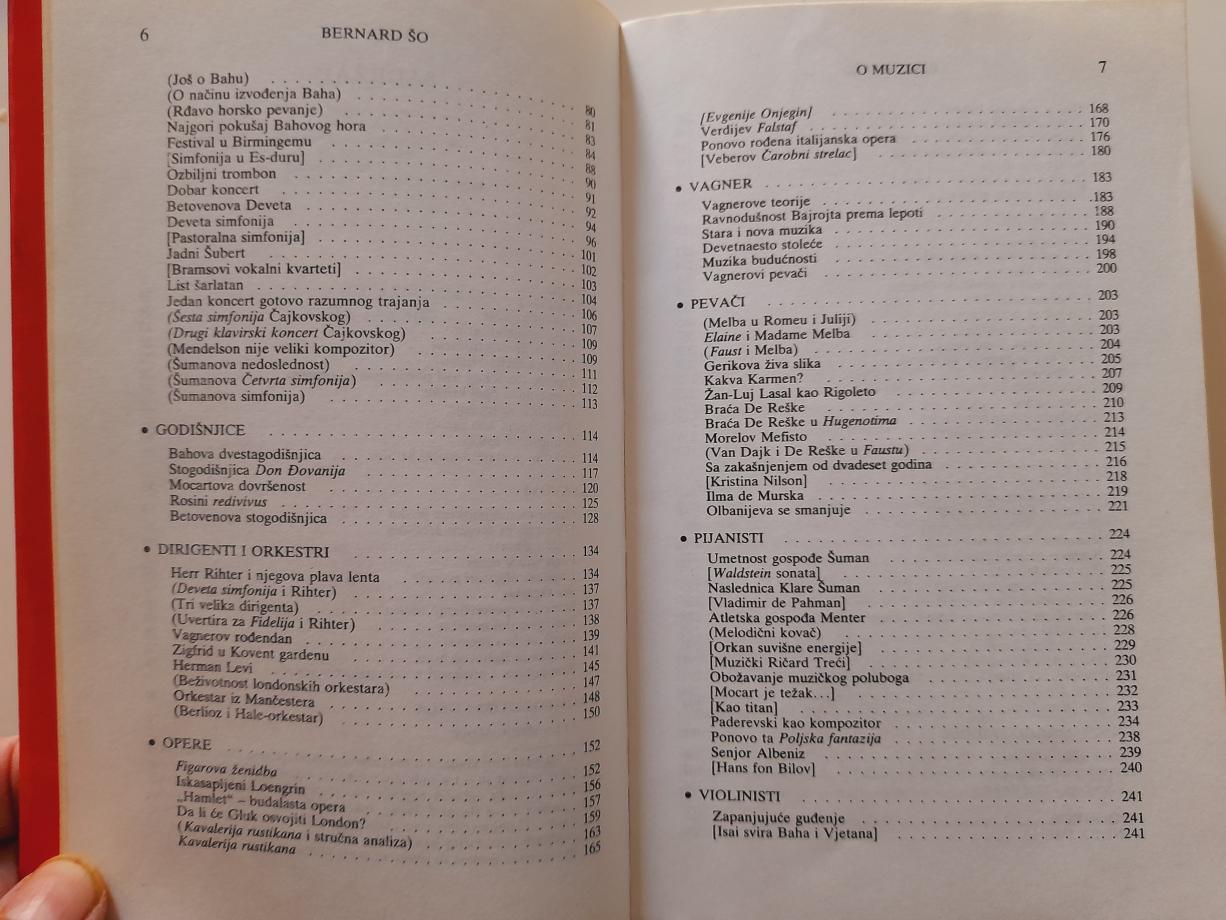 6 BERNARD ŠO
(Još o Bahu) . . . . . 80
(O načinu izvođenja Baha) . . . . . 81
(Rđavo horsko pevanje) . . . . . 83
Najgori pokušaj Bahovog hora . . . . . 84
Festival u Birmingemu . . . . . 88
[Simfonija u Es-duru] . . . . . 90
Ozbiljni trombon . . . . . 91
Dobar koncert . . . . . 92
Betovenova Deveta . . . . . 94
Deveta simfonija . . . . . 96
[Pastoralna simfonija] . . . . . 101
Jadni Šubert . . . . . 102
[Bramsovi vokalni kvarteti] . . . . . 103
List šarlatan . . . . . 104
Jedan koncert gotovo razumnog trajanja . . . . . 106
(Šesta simfonija Čajkovskog) . . . . . 107
(Drugi klavirski koncert Čajkovskog) . . . . . 109
(Mendelson nije veliki kompozitor) . . . . . 109
(Šumanova nedoslednost) . . . . . 111
(Šumanova Četvrta simfonija) . . . . . 112
(Šumanova simfonija) . . . . . 113
• GODIŠNJICE . . . . . 114
Bahova dvestagodišnjica . . . . . 114
Stogodišnjica Don Đovanija . . . . . 117
Mocartova dovršenost . . . . . 120
Rosini redivivus . . . . . 125
Betovenova stogodišnjica . . . . . 128
• DIRIGENTI I ORKESTRI . . . . . 134
Herr Rihter i njegova plava lenta . . . . . 134
(Deveta simfonija i Rihter) . . . . . 137
(Tri velika dirigenta) . . . . . 137
(Uvertira za Fidelija i Rihter) . . . . . 138
Vagnerov rođendan . . . . . 139
Zigfrid u Kovent gardenu . . . . . 141
Herman Levi . . . . . 145
(Beživotnost londonskih orkestara) . . . . . 147
Orkestar iz Mančestera . . . . . 148
(Berlioz i Hale-orkestar) . . . . . 150
• OPERE . . . . . 152
Figarova ženidba . . . . . 152
Iskasapljeni Loengrin . . . . . 156
„Hamlet“ – budalasta opera . . . . . 157
Da li će Gluk osvojiti London? . . . . . 159
(Kavalerija rustikana i stručna analiza) . . . . . 163
Kavalerija rustikana . . . . . 165
O MUZICI 7
[Evgenije Onjegin] . . . . . 168
Verdijev Falstaf . . . . . 170
Ponovo rođena italijanska opera . . . . . 176
[Veberov Čarobni strelac] . . . . . 180
• VAGNER . . . . . 183
Vagnerove teorije . . . . . 183
Ravnodušnost Bajrojta prema lepoti . . . . . 188
Stara i nova muzika . . . . . 190
Devetnaesto stoleće . . . . . 194
Muzika budućnosti . . . . . 198
Vagnerovi pevači . . . . . 200
• PEVAČI . . . . . 203
(Melba u Romeu i Juliji) . . . . . 203
Elaine i Madame Melba . . . . . 203
(Faust i Melba) . . . . . 204
Gerikova živa slika . . . . . 205
Kakva Karmen? . . . . . 207
Žan-Luj Lasal kao Rigoleto . . . . . 209
Braća De Reške . . . . . 210
Braća De Reške u Hugenotima . . . . . 213
Morelov Mefisto . . . . . 214
(Van Dajk i De Reške u Faustu) . . . . . 215
Sa zakašnjenjem od dvadeset godina . . . . . 216
[Kristina Nilson] . . . . . 218
Ilma de Murska . . . . . 219
Olbanijeva se smanjuje . . . . . 221
• PIJANISTI . . . . . 224
Umetnost gospođe Šuman . . . . . 224
[Waldstein sonata] . . . . . 225
Naslednica Klare Šuman . . . . . 225
[Vladimir de Pahman] . . . . . 226
Atletska gospođa Menter . . . . . 226
(Melodični kovač) . . . . . 228
[Orkan suvišne energije] . . . . . 229
[Muzički Ričard Treći] . . . . . 230
Obožavanje muzičkog poluboga . . . . . 231
[Mocart je težak...] . . . . . 232
[Kao titan] . . . . . 233
Paderevski kao kompozitor . . . . . 234
Ponovo ta Poljska fantazija . . . . . 238
Senjor Albeniz . . . . . 239
[Hans fon Bilov] . . . . . 240
• VIOLINISTI . . . . . 241
Zapanjujuće guđenje . . . . . 241
[Isai svira Baha i Vjetana] . . . . . 241